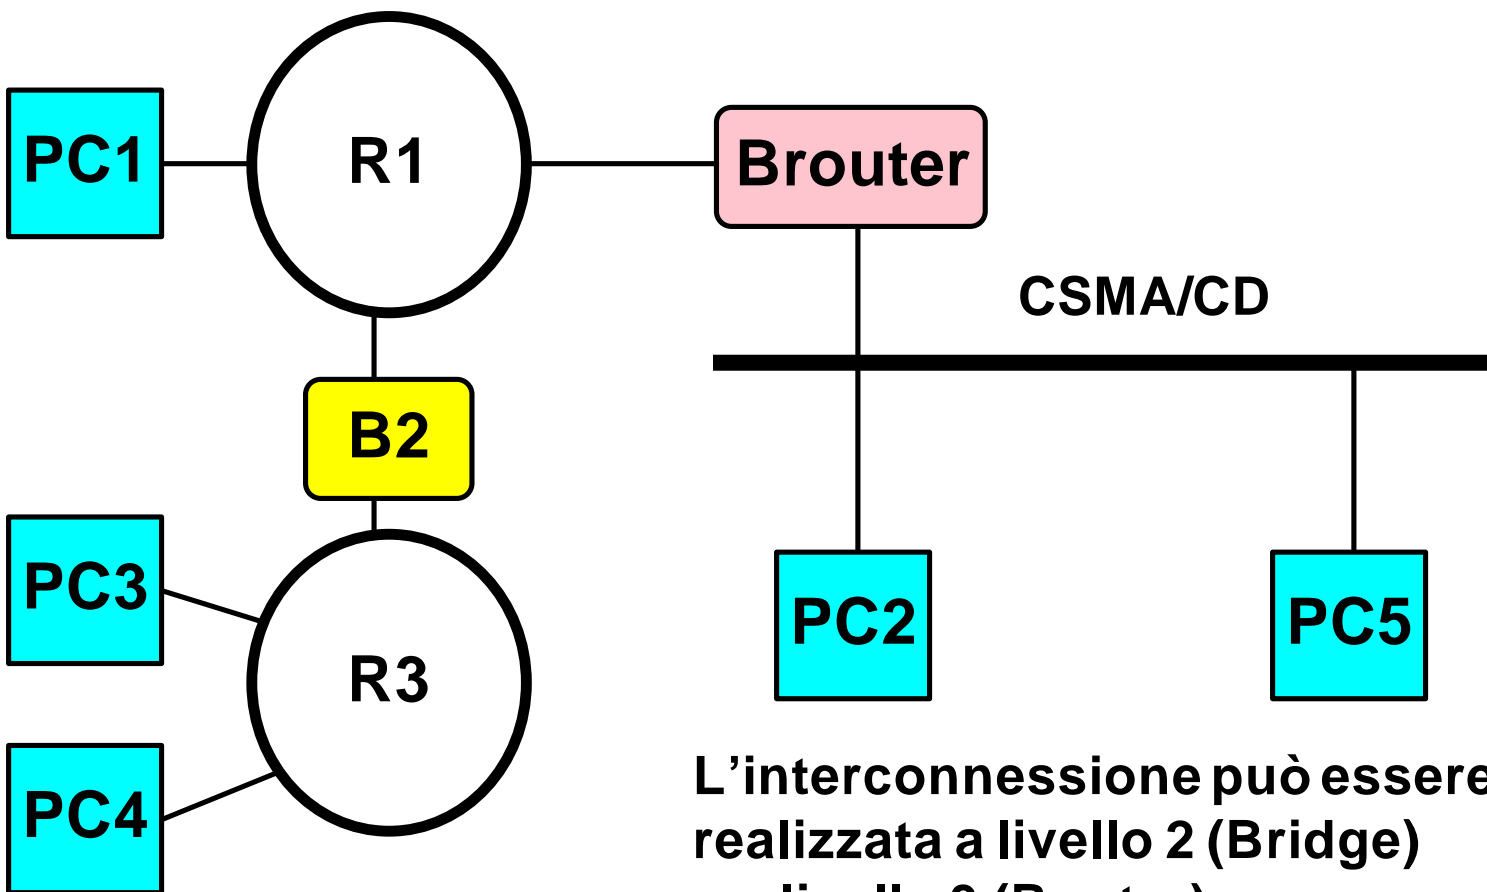 PC1
R1
Brouter
CSMA/CD
B2
PC3
R3
PC2
PC5
PC4
L’interconnessione può essere
realizzata a livello 2 (Bridge)